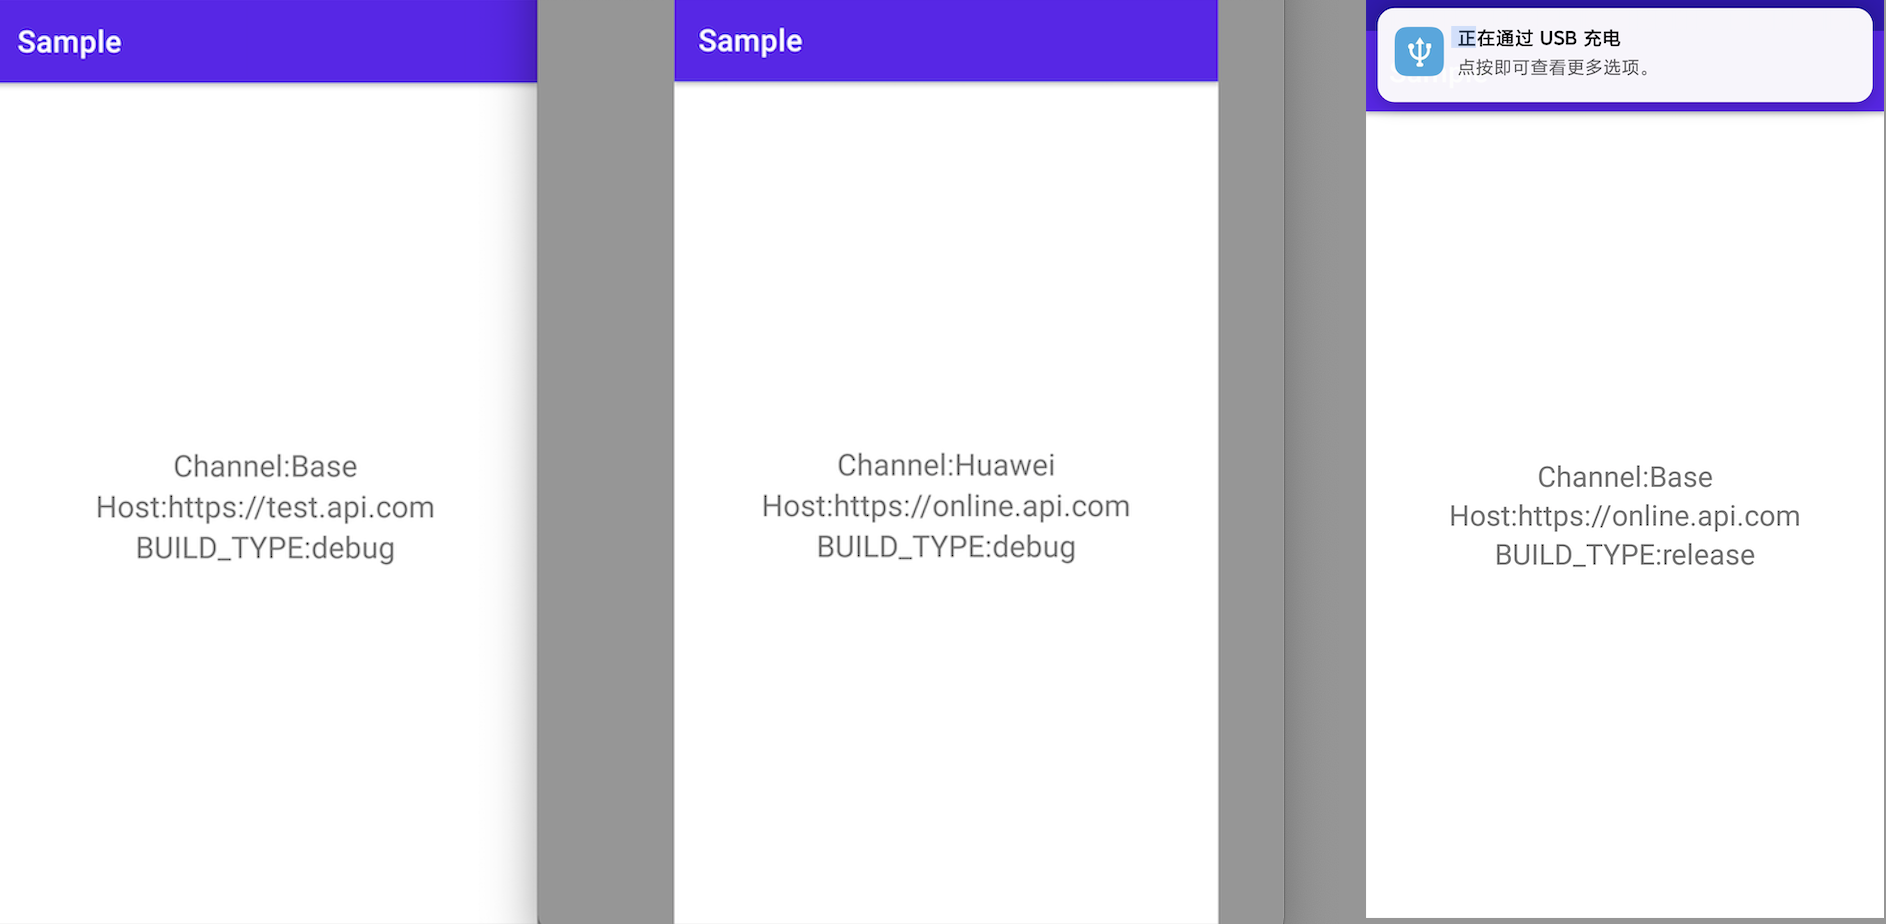 Sample
Channel:Base
Host:https://test.api.com
BUILD_TYPE:debug
Sample
Channel:Huawei
Host:https://online.api.com
BUILD_TYPE:debug
正在通过 USB 充电
点按即可查看更多选项。
Channel:Base
Host:https://online.api.com
BUILD_TYPE:release